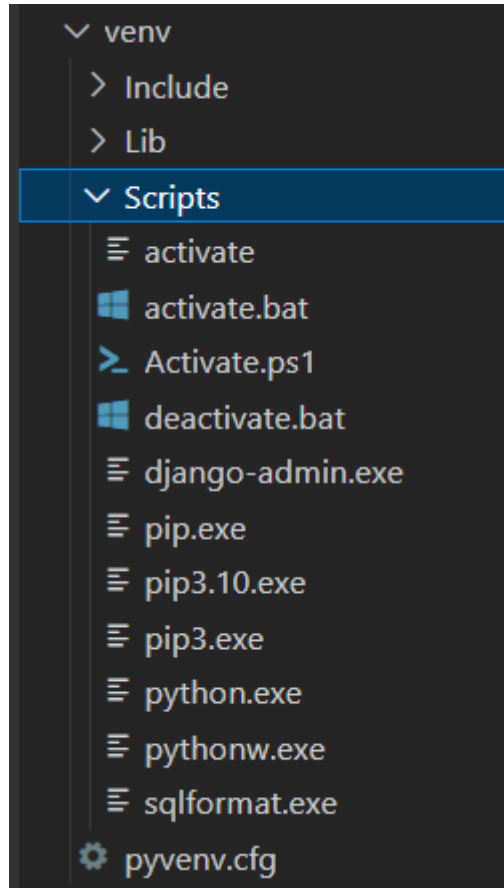 venv
Include
Lib
Scripts
activate
activate.bat
Activate.ps1
deactivate.bat
django-admin.exe
pip.exe
pip3.10.exe
pip3.exe
python.exe
pythonw.exe
sqlformat.exe
pyvenv.cfg